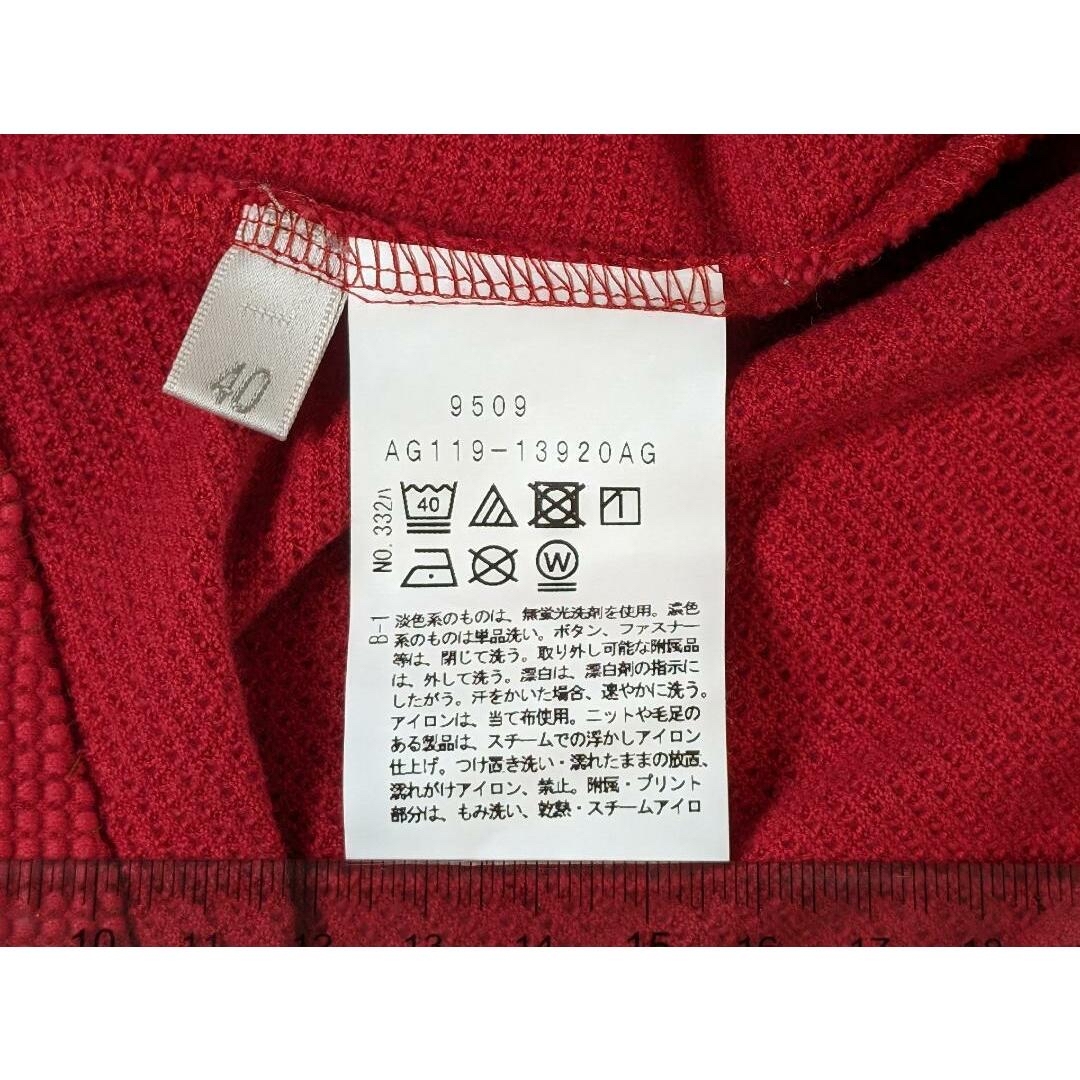 40
9509
AG119-13920AG
NO.332ハ
40
W
B-1
淡色系のものは、無蛍光洗剤を使用。濃色
系のものは単品洗い。ボタン、ファスナー
等は、閉じて洗う。取り外し可能な附属品
は、外して洗う。漂白は、漂白剤の指示に
したがう。汗をかいた場合、速やかに洗う。
アイロンは、当て布使用。ニットや毛足の
ある製品は、スチームでの浮かしアイロン
仕上げ。つけ置き洗い・濡れたままの放置、
濡れがけアイロン、禁止。附属・プリント
部分は、もみ洗い、乾熱・スチームアイロ
10 11 12 13 14 15 16 17 18